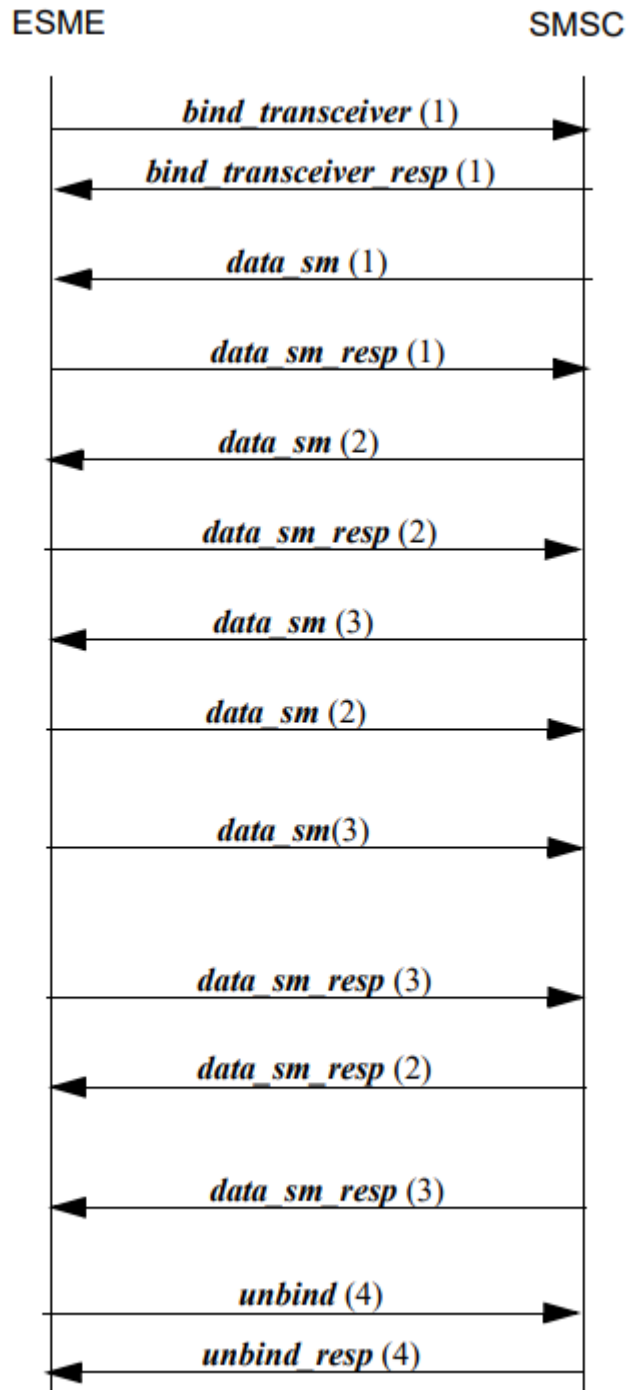 ESME SMSC
bind_transceiver (1)
bind_transceiver_resp (1)
data_sm (1)
data_sm_resp (1)
data_sm (2)
data_sm_resp (2)
data_sm (3)
data_sm (2)
data_sm(3)
data_sm_resp (3)
data_sm_resp (2)
data_sm_resp (3)
unbind (4)
unbind_resp (4)